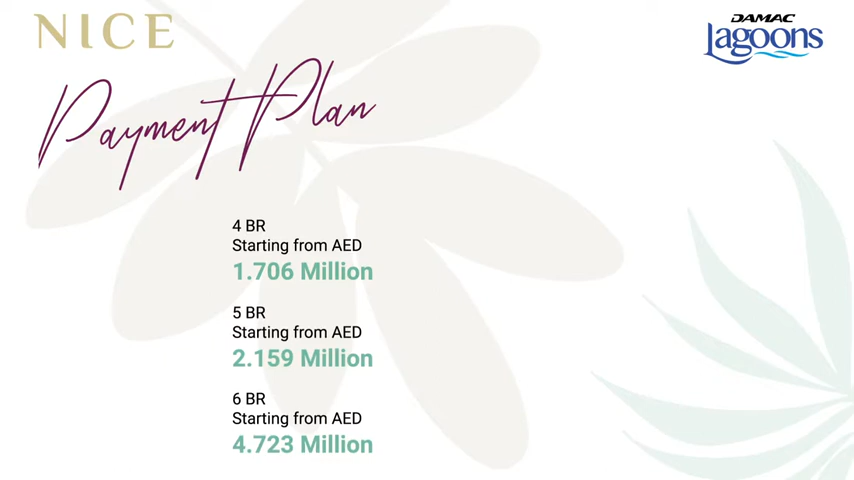 NICE
DAMAC
lagoons
Payment Plan
4 BR
Starting from AED
1.706 Million
5 BR
Starting from AED
2.159 Million
6 BR
Starting from AED
4.723 Million